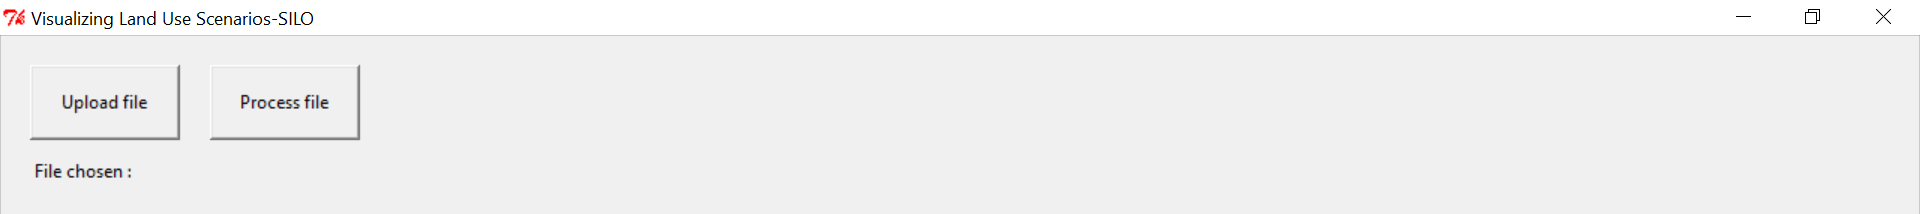 Visualizing Land Use Scenarios-SILO
Upload file
Process file
File chosen :